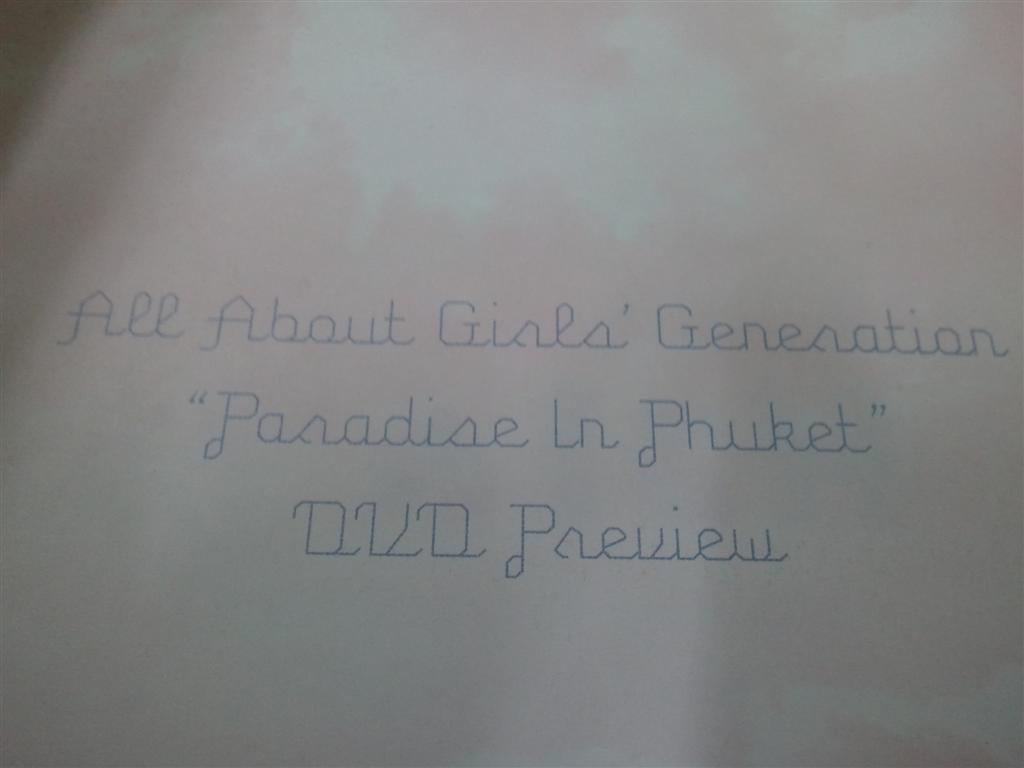 All About Girls' Generation
“Paradise In Phuket”
DVD Preview